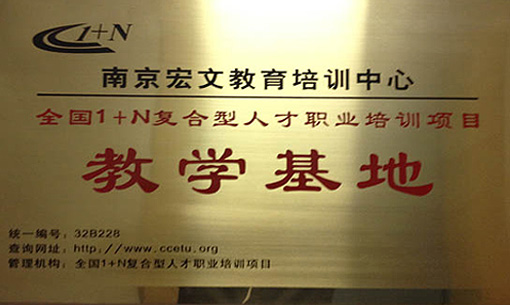 1+N
南京宏文教育培训中心
全国1+N复合型人才职业培训项目
教学基地
统一编号：32B228
查询网址：http://www.ccetu.org
管理机构：全国1+N复合型人才职业培训项目